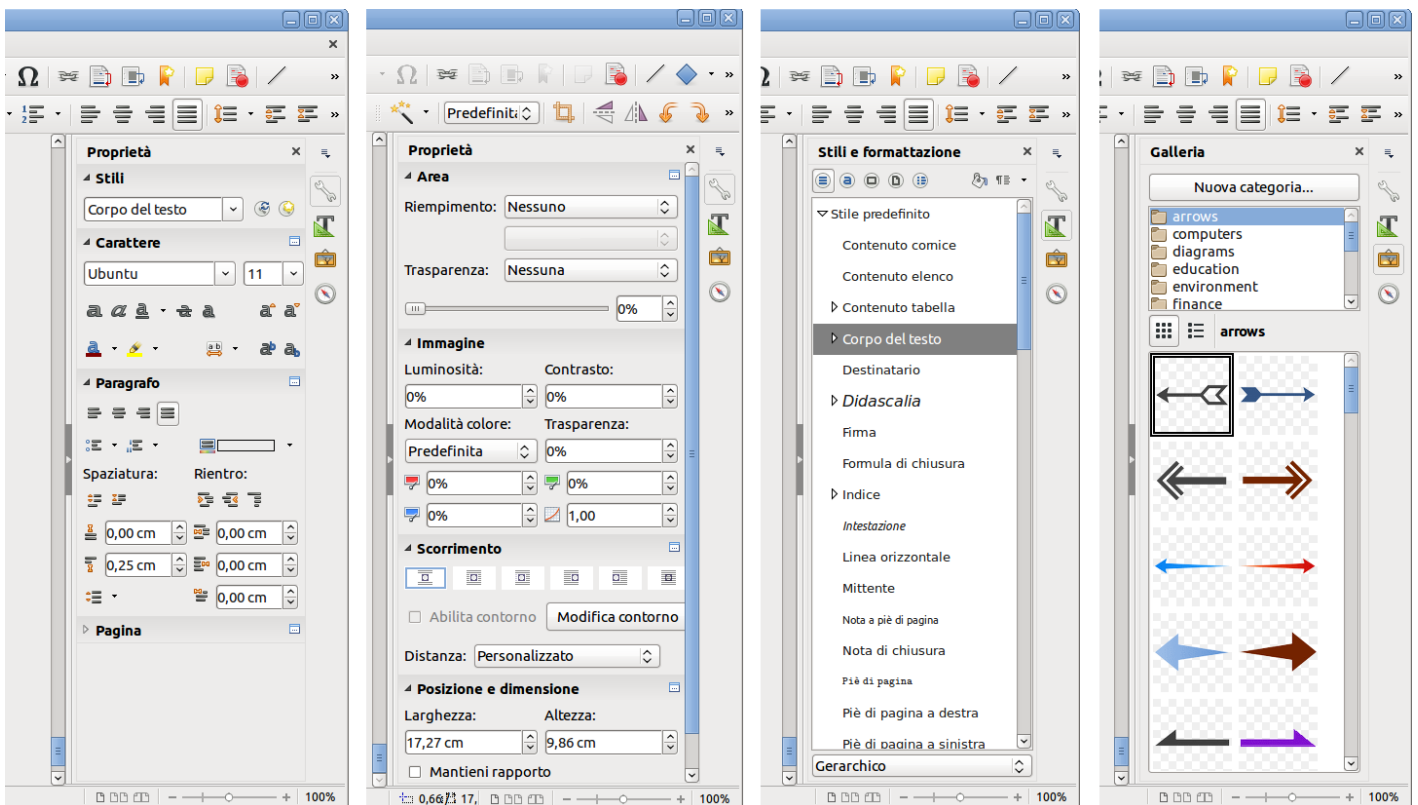 Proprietà
Stili
Corpo del testo
Carattere
Ubuntu 11
Paragrafo
Spaziatura: Rientro:
0,00 cm 0,00 cm
0,25 cm 0,00 cm
0,00 cm
Pagina
100%
Predefinita
Proprietà
Area
Riempimento: Nessuno
Trasparenza: Nessuna
0%
Immagine
Luminosità: Contrasto:
0% 0%
Modalità colore: Trasparenza:
Predefinita 0%
0% 0%
0% 1,00
Scorrimento
Abilita contorno Modifica contorno
Distanza: Personalizzato
Posizione e dimensione
Larghezza: Altezza:
17,27 cm 9,86 cm
Mantieni rapporto
0,66 17, 100%
Stili e formattazione
Stile predefinito
Contenuto cornice
Contenuto elenco
Contenuto tabella
Corpo del testo
Destinatario
Didascalia
Firma
Formula di chiusura
Indice
Intestazione
Linea orizzontale
Mittente
Nota a piè di pagina
Nota di chiusura
Piè di pagina
Piè di pagina a destra
Piè di pagina a sinistra
Gerarchico
100%
Galleria
Nuova categoria...
arrows
computers
diagrams
education
environment
finance
arrows
100%